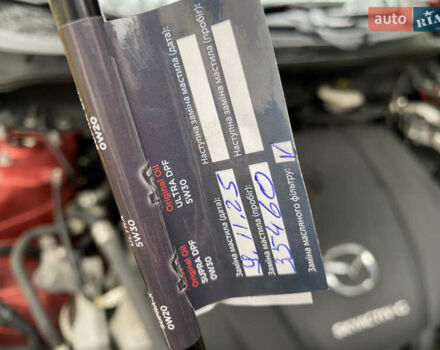 auto RIA
0W20
5W30
0W20
Original Oil
ULTRA DPF
5W30
Original Oil
SUPRA DPF
0W30
Наступна заміна мастила (дата):
Наступна заміна мастила (пробіг):
Заміна мастила (дата):
9.11.25
Заміна мастила (пробіг):
35460
Заміна масляного фільтру:
V
SKYACTIV-G